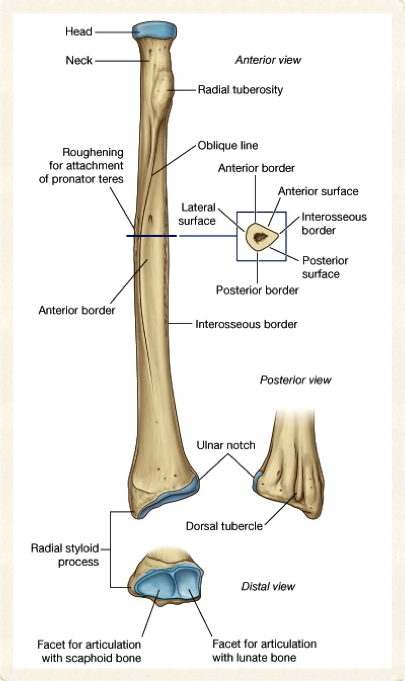 Head
Neck
Anterior view
Radial tuberosity
Oblique line
Roughening
for attachment
of pronator teres
Anterior border
Anterior surface
Lateral
surface
Interosseous
border
Posterior
surface
Posterior border
Anterior border
Interosseous border
Posterior view
Ulnar notch
Dorsal tubercle
Radial styloid
process
Distal view
Facet for articulation
with scaphoid bone
Facet for articulation
with lunate bone